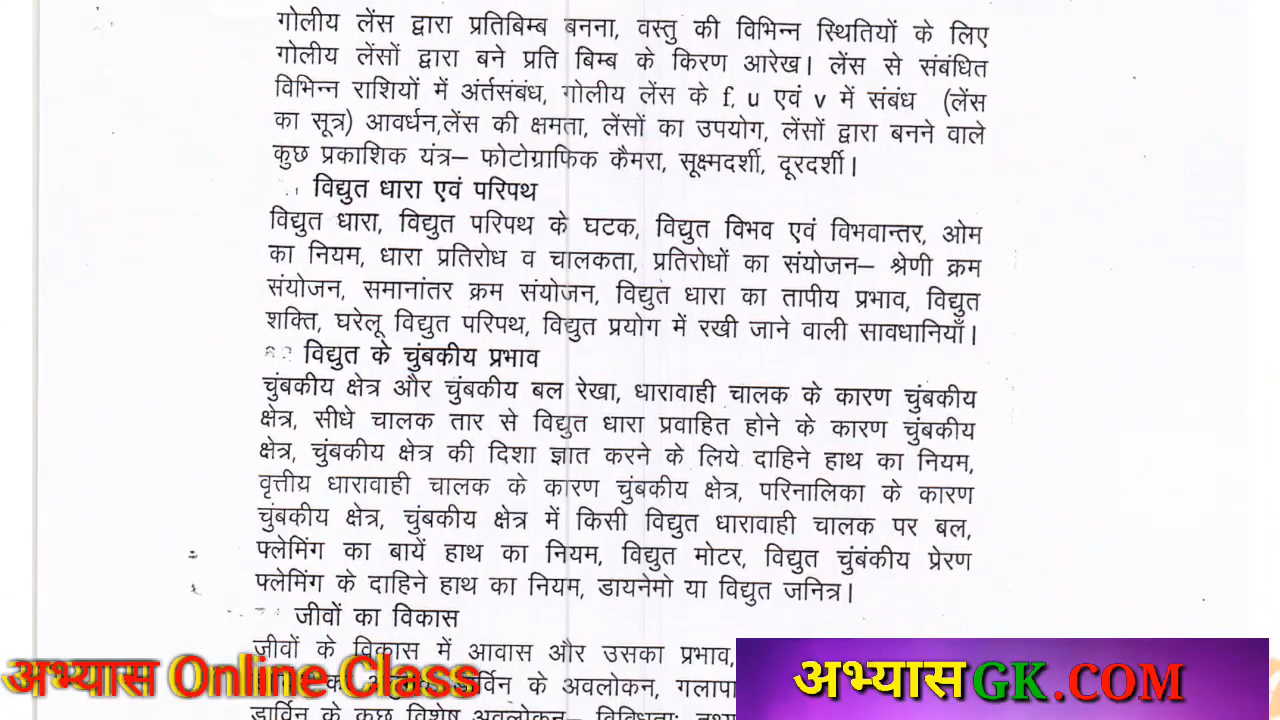 गोलीय लेंस द्वारा प्रतिबिम्ब बनना, वस्तु की विभिन्न स्थितियों के लिए
गोलीय लेंसों द्वारा बने प्रति बिम्ब के किरण आरेख। लेंस से संबंधित
विभिन्न राशियों में अंर्तसंबंध, गोलीय लेंस के f, u एवं v में संबंध (लेंस
का सूत्र) आवर्धन,लेंस की क्षमता, लेंसों का उपयोग, लेंसों द्वारा बनने वाले
कुछ प्रकाशिक यंत्र– फोटोग्राफिक कैमरा, सूक्ष्मदर्शी, दूरदर्शी।
विद्युत धारा एवं परिपथ
विद्युत धारा, विद्युत परिपथ के घटक, विद्युत विभव एवं विभवान्तर, ओम
का नियम, धारा प्रतिरोध व चालकता, प्रतिरोधों का संयोजन– श्रेणी क्रम
संयोजन, समानांतर क्रम संयोजन, विद्युत धारा का तापीय प्रभाव, विद्युत
शक्ति, घरेलू विद्युत परिपथ, विद्युत प्रयोग में रखी जाने वाली सावधानियाँ।
विद्युत के चुंबकीय प्रभाव
चुंबकीय क्षेत्र और चुंबकीय बल रेखा, धारावाही चालक के कारण चुंबकीय
क्षेत्र, सीधे चालक तार से विद्युत धारा प्रवाहित होने के कारण चुंबकीय
क्षेत्र, चुंबकीय क्षेत्र की दिशा ज्ञात करने के लिये दाहिने हाथ का नियम,
वृत्तीय धारावाही चालक के कारण चुंबकीय क्षेत्र, परिनालिका के कारण
चुंबकीय क्षेत्र, चुंबकीय क्षेत्र में किसी विद्युत धारावाही चालक पर बल,
फ्लेमिंग का बायें हाथ का नियम, विद्युत मोटर, विद्युत चुंबंकीय प्रेरण
फ्लेमिंग के दाहिने हाथ का नियम, डायनेमो या विद्युत जनित्र।
जीवों का विकास
जीवों के विकास में आवास और उसका प्रभाव,
डार्विन के अवलोकन, गलापा
डार्विन के कुछ विशेष अवलोकन– विविधता:
अभ्यास Online Class
अभ्यासGK.COM